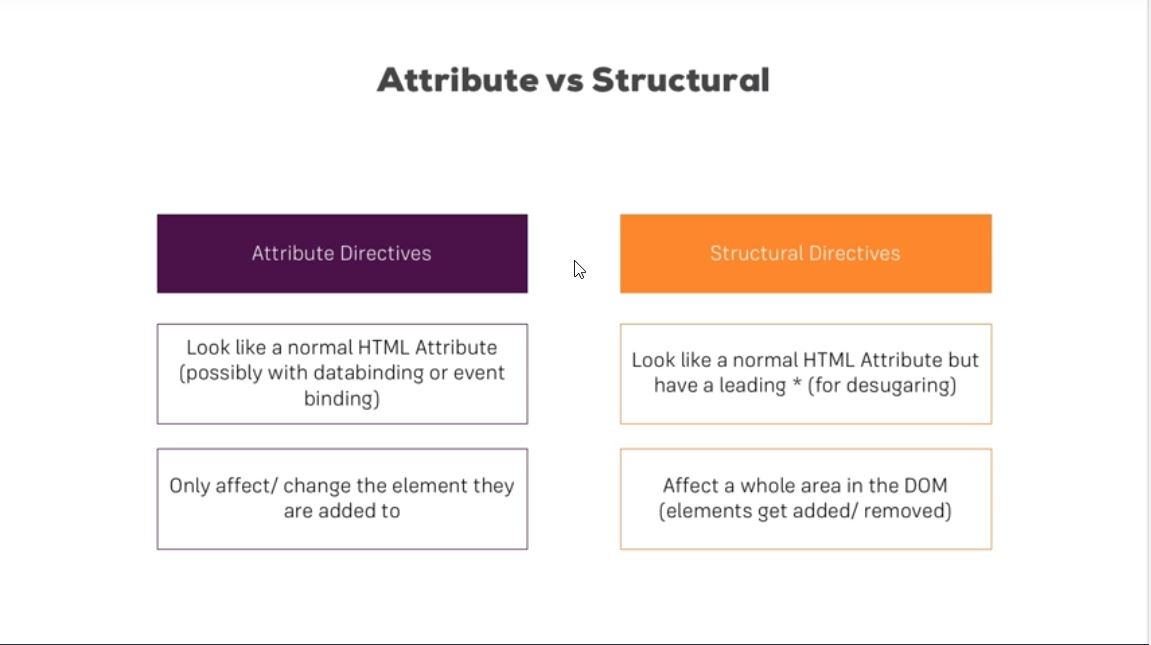 Attribute vs Structural
Attribute Directives
Look like a normal HTML Attribute
(possibly with databinding or event
binding)
Only affect/ change the element they
are added to
Structural Directives
Look like a normal HTML Attribute but
have a leading * (for desugaring)
Affect a whole area in the DOM
(elements get added/ removed)